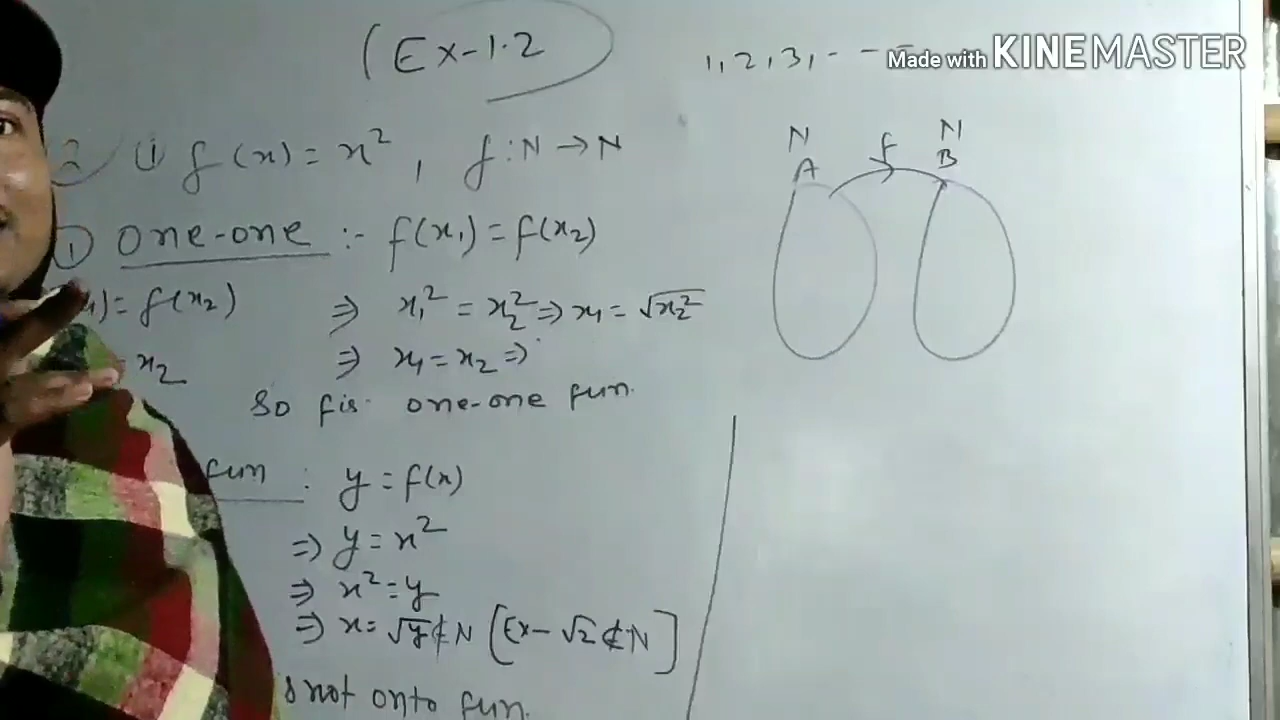 (Ex-1.2
1, 2, 3, - - -
Made with KINEMASTER
2 (i) f(x) = x², f: N → N
① one-one :- f(x₁) = f(x₂)
) = f(x₂) ⇒ x₁² = x₂² ⇒ x₁ = √x₂²
x₂ ⇒ x₁ = x₂ ⇒
So f is one-one fun.
fun : y = f(x)
⇒ y = x²
⇒ x² = y
⇒ x = √y ∉ N [Ex - √2 ∉ N]
s not onto fun.
N N
A f B